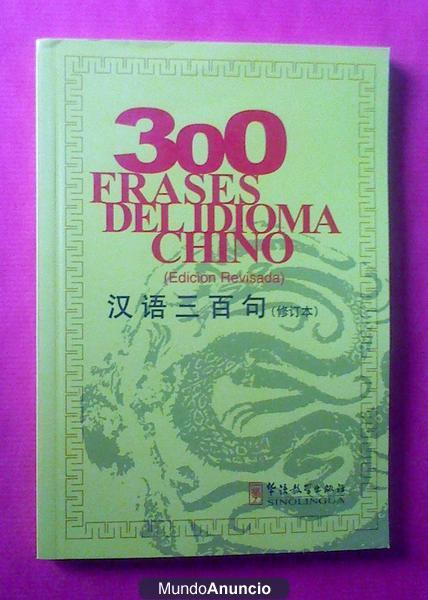 300
FRASES
DEL IDIOMA
CHINO
(Edicion Revisada)
汉语三百句(修订本)
华语教学出版社
SINOLINGUA
MundoAnuncio